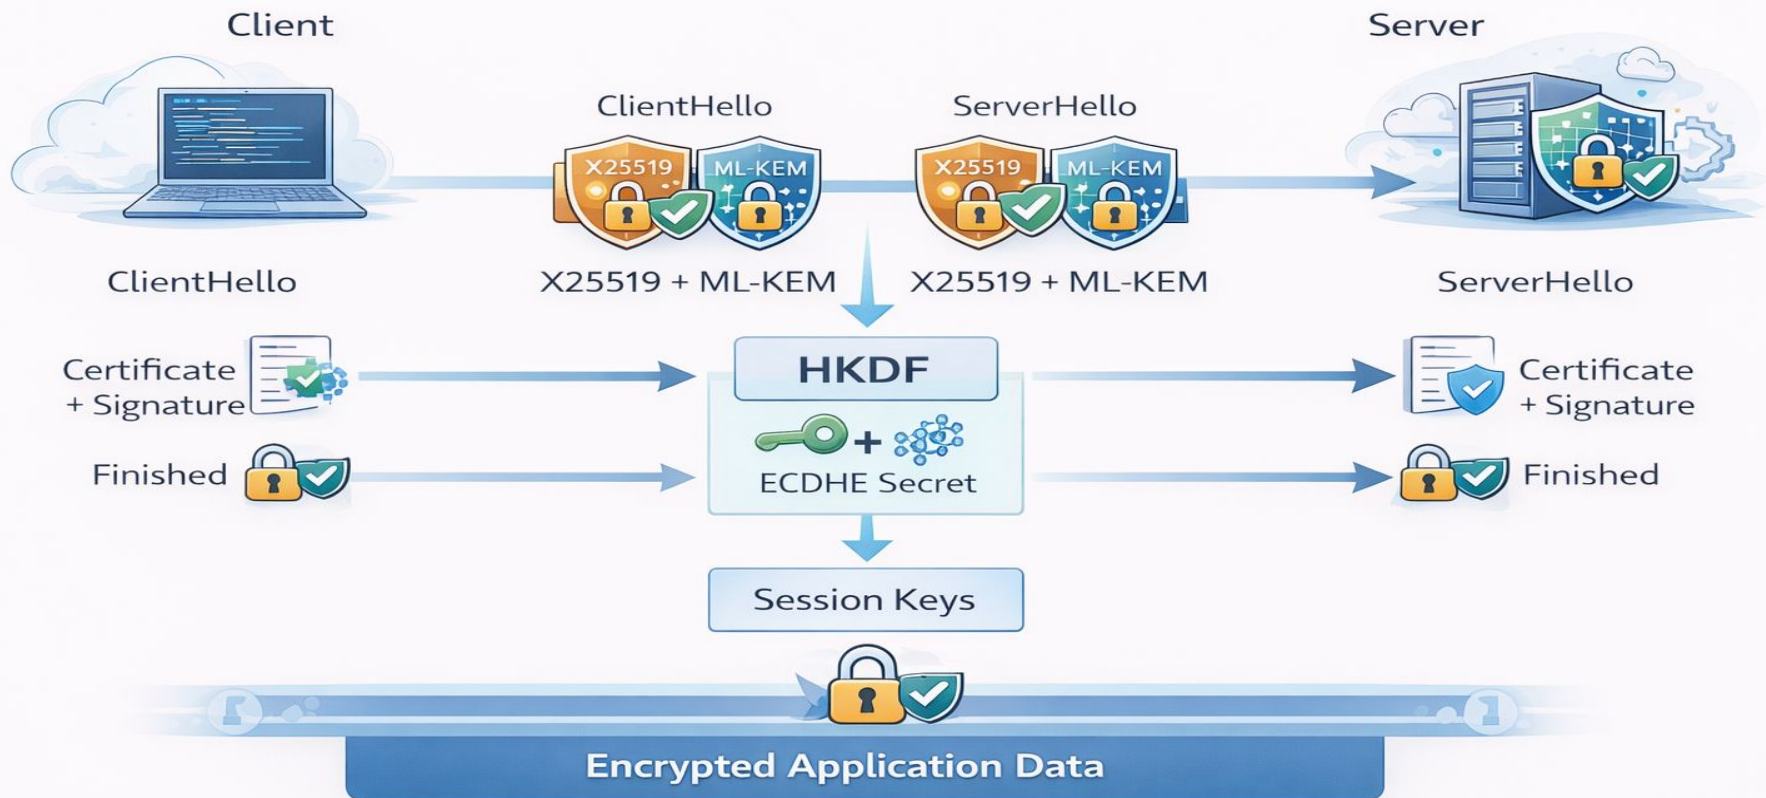 Client
Server
ClientHello
ServerHello
X25519
ML-KEM
X25519
ML-KEM
ClientHello
X25519 + ML-KEM
X25519 + ML-KEM
ServerHello
HKDF
Certificate
+ Signature
Certificate
+ Signature
+
ECDHE Secret
Finished
Finished
Session Keys
Encrypted Application Data